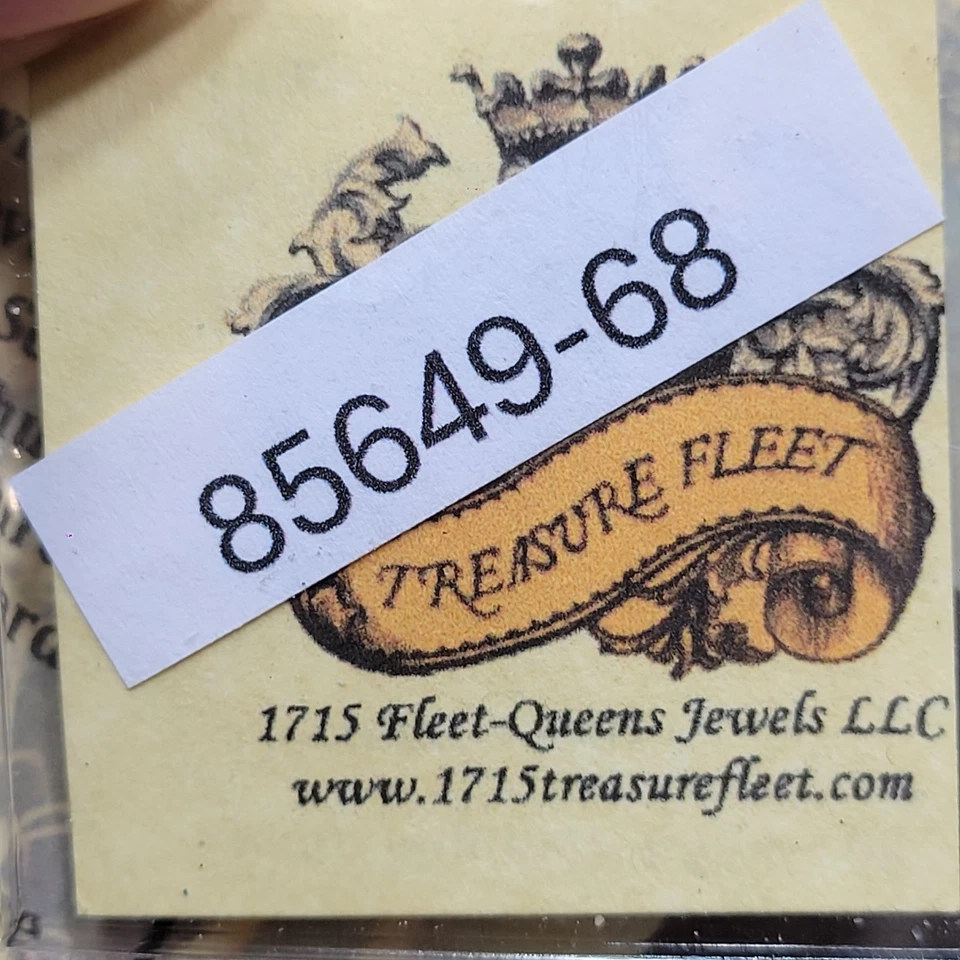 85649-68
TREASURE FLEET
1715 Fleet-Queens Jewels LLC
www.1715treasurefleet.com